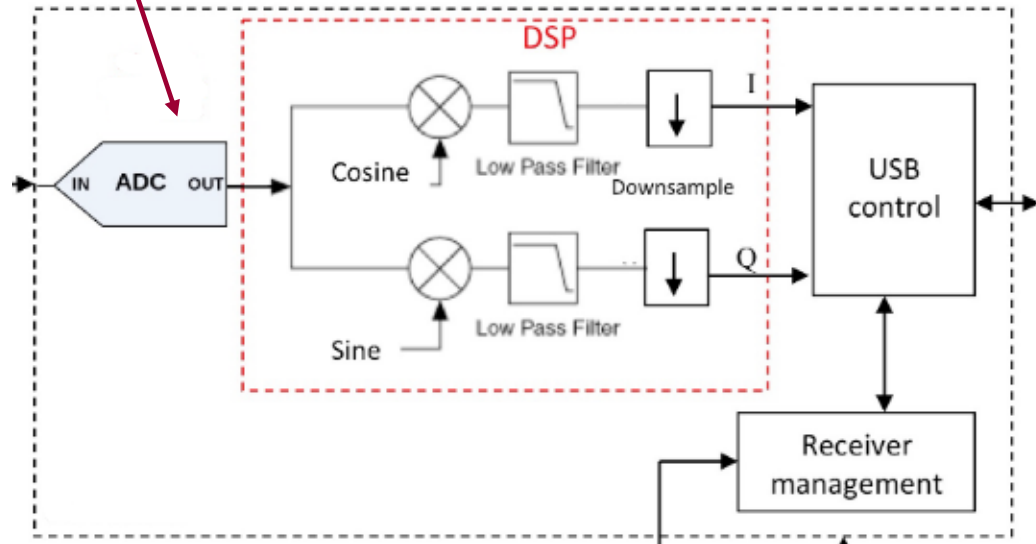 DSP
I
Cosine
Low Pass Filter
Downsample
IN ADC OUT
USB
control
Q
Low Pass Filter
Sine
Receiver
management